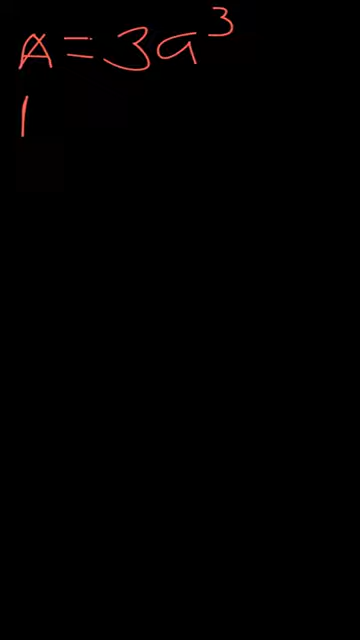 A = 3a³